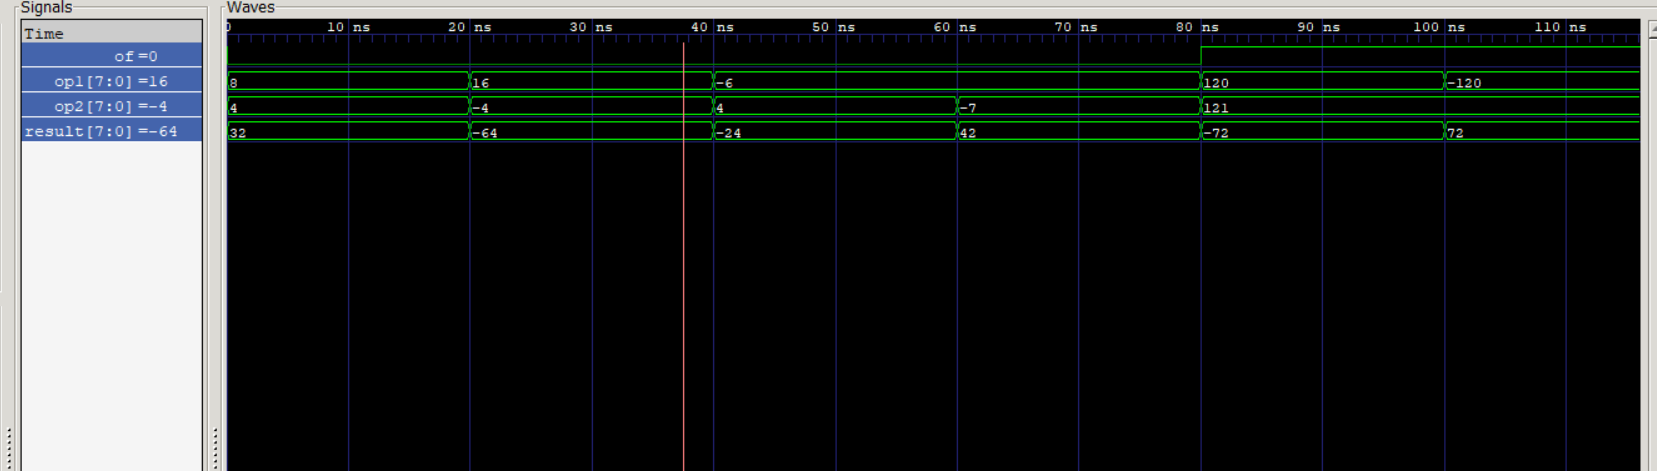 Signals Waves
Time 0 10 ns 20 ns 30 ns 40 ns 50 ns 60 ns 70 ns 80 ns 90 ns 100 ns 110 ns
of =0
op1[7:0] =16 8 16 -6 120 -120
op2[7:0] =-4 4 -4 4 -7 121
result[7:0] =-64 32 -64 -24 42 -72 72